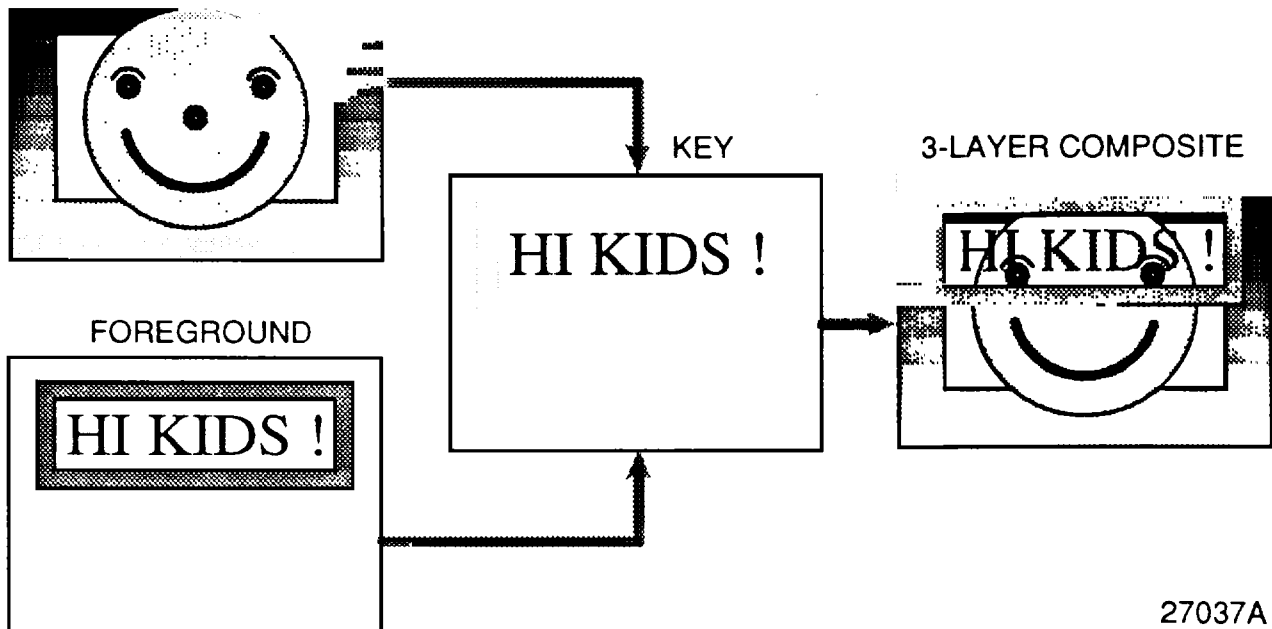 KEY
3-LAYER COMPOSITE
HI KIDS !
HI KIDS !
FOREGROUND
HI KIDS !
27037A